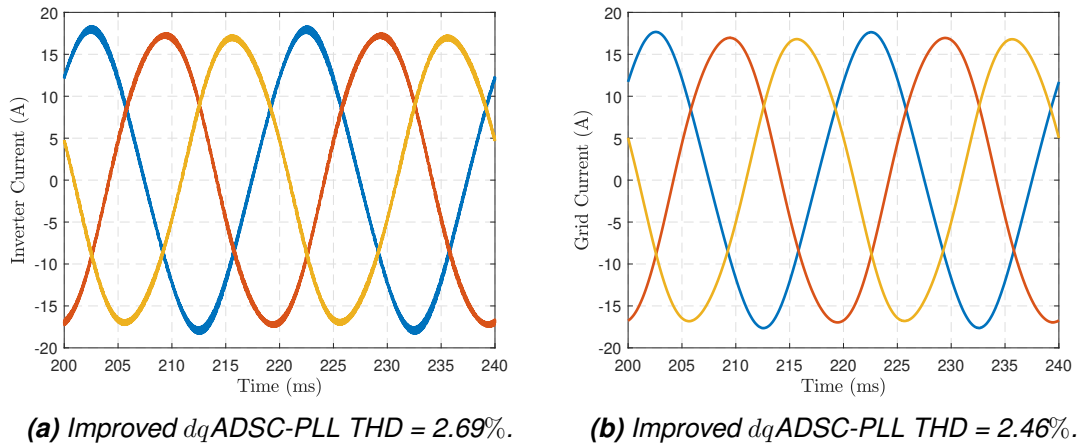 20
15
10
5
0
-5
-10
-15
-20
Inverter Current (A)
200 205 210 215 220 225 230 235 240
Time (ms)
(a) Improved dqADSC-PLL THD = 2.69%.
20
15
10
5
0
-5
-10
-15
-20
Grid Current (A)
200 205 210 215 220 225 230 235 240
Time (ms)
(b) Improved dqADSC-PLL THD = 2.46%.